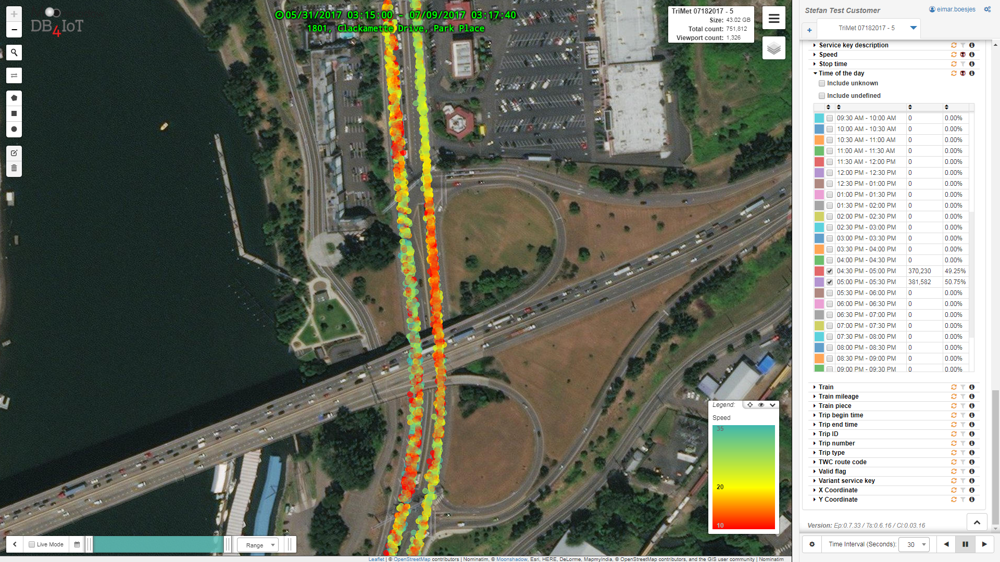 DB4IoT
05/31/2017 03:15:00 - 07/09/2017 03:17:40
1801, Clackamette Drive, Park Place
TriMet 07182017 - 5
Size: 43.02 GB
Total count: 751,812
Viewport count: 1,326
Stefan Test Customer
eimar.boesjes
TriMet 07182017 - 5
Service key description
Speed
Stop time
Time of the day
Include unknown
Include undefined
09:30 AM - 10:00 AM 0 0.00%
10:00 AM - 10:30 AM 0 0.00%
10:30 AM - 11:00 AM 0 0.00%
11:00 AM - 11:30 AM 0 0.00%
11:30 AM - 12:00 PM 0 0.00%
12:00 PM - 12:30 PM 0 0.00%
12:30 PM - 01:00 PM 0 0.00%
01:00 PM - 01:30 PM 0 0.00%
01:30 PM - 02:00 PM 0 0.00%
02:00 PM - 02:30 PM 0 0.00%
02:30 PM - 03:00 PM 0 0.00%
03:00 PM - 03:30 PM 0 0.00%
03:30 PM - 04:00 PM 0 0.00%
04:00 PM - 04:30 PM 0 0.00%
04:30 PM - 05:00 PM 370,230 49.25%
05:00 PM - 05:30 PM 381,582 50.75%
05:30 PM - 06:00 PM 0 0.00%
06:00 PM - 06:30 PM 0 0.00%
06:30 PM - 07:00 PM 0 0.00%
07:00 PM - 07:30 PM 0 0.00%
07:30 PM - 08:00 PM 0 0.00%
08:00 PM - 08:30 PM 0 0.00%
08:30 PM - 09:00 PM 0 0.00%
09:00 PM - 09:30 PM 0 0.00%
Train
Train mileage
Train piece
Trip begin time
Trip end time
Trip ID
Trip number
Trip type
TWC route code
Valid flag
Variant service key
X Coordinate
Y Coordinate
Legend:
Speed
35
20
10
Version: Ep:0.7.33 / Ts:0.6.16 / Cl:0.03.16
Live Mode
Range
Time Interval (Seconds): 30
Leaflet | © OpenStreetMap contributors | Nominatim, © Moonshadow, Esri, HERE, DeLorme, MapmyIndia, © OpenStreetMap contributors, and the GIS user community | Nominatim